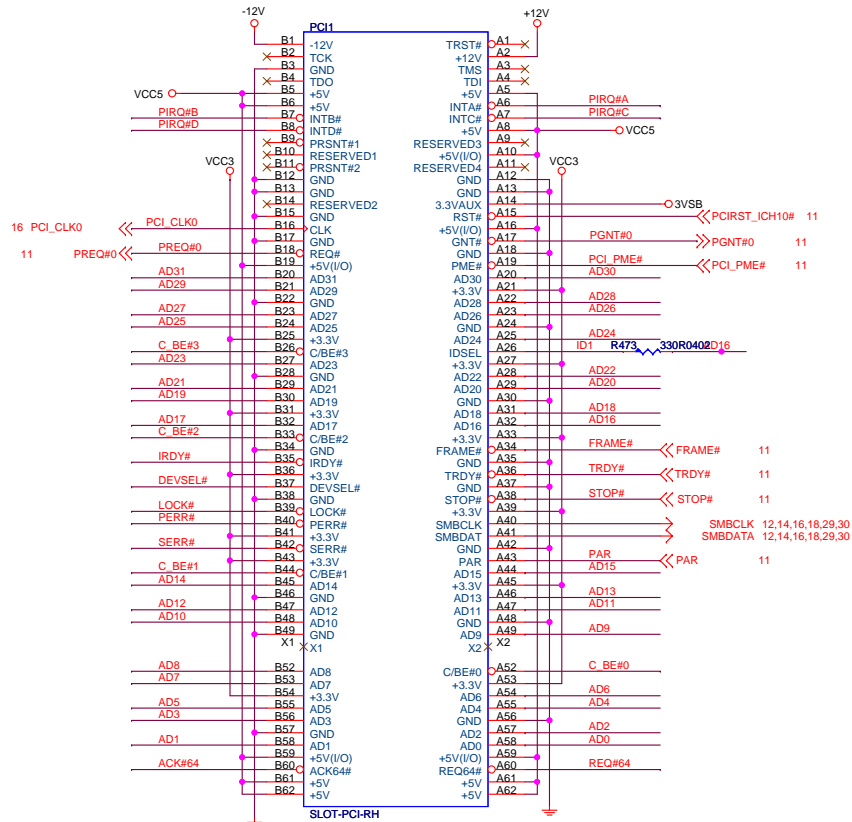 -12V +12V
PCI1
B1 -12V TRST# A1
B2 TCK +12V A2
B3 GND TMS A3
B4 TDO TDI A4
VCC5 B5 +5V +5V A5
B6 +5V INTA# A6 PIRQ#A
PIRQ#B B7 INTB# INTC# A7 PIRQ#C
PIRQ#D B8 INTD# +5V A8 VCC5
B9 PRSNT#1 RESERVED3 A9
B10 RESERVED1 +5V(I/O) A10
VCC3 B11 PRSNT#2 RESERVED4 A11 VCC3
B12 GND GND A12
B13 GND GND A13
B14 RESERVED2 3.3VAUX A14 3VSB
B15 GND RST# A15 PCIRST_ICH10# 11
16 PCI_CLK0 PCI_CLK0 B16 CLK +5V(I/O) A16
B17 GND GNT# A17 PGNT#0 PGNT#0 11
11 PREQ#0 PREQ#0 B18 REQ# GND A18
B19 +5V(I/O) PME# A19 PCI_PME# PCI_PME# 11
AD31 B20 AD31 AD30 A20 AD30
AD29 B21 AD29 +3.3V A21
B22 GND AD28 A22 AD28
AD27 B23 AD27 AD26 A23 AD26
AD25 B24 AD25 GND A24
B25 +3.3V AD24 A25 AD24
C_BE#3 B26 C/BE#3 IDSEL A26 ID1 R473 330R0402 AD16
AD23 B27 AD23 +3.3V A27
B28 GND AD22 A28 AD22
AD21 B29 AD21 AD20 A29 AD20
AD19 B30 AD19 GND A30
B31 +3.3V AD18 A31 AD18
AD17 B32 AD17 AD16 A32 AD16
C_BE#2 B33 C/BE#2 +3.3V A33
B34 GND FRAME# A34 FRAME# FRAME# 11
IRDY# B35 IRDY# GND A35
B36 +3.3V TRDY# A36 TRDY# TRDY# 11
DEVSEL# B37 DEVSEL# GND A37
B38 GND STOP# A38 STOP# STOP# 11
LOCK# B39 LOCK# +3.3V A39
PERR# B40 PERR# SMBCLK A40 SMBCLK 12,14,16,18,29,30
B41 +3.3V SMBDAT A41 SMBDATA 12,14,16,18,29,30
SERR# B42 SERR# GND A42
B43 +3.3V PAR A43 PAR PAR 11
C_BE#1 B44 C/BE#1 AD15 A44 AD15
AD14 B45 AD14 +3.3V A45
B46 GND AD13 A46 AD13
AD12 B47 AD12 AD11 A47 AD11
AD10 B48 AD10 GND A48
B49 GND AD9 A49 AD9
X1 X1 X2 X2
AD8 B52 AD8 C/BE#0 A52 C_BE#0
AD7 B53 AD7 +3.3V A53
B54 +3.3V AD6 A54 AD6
AD5 B55 AD5 AD4 A55 AD4
AD3 B56 AD3 GND A56
B57 GND AD2 A57 AD2
AD1 B58 AD1 AD0 A58 AD0
B59 +5V(I/O) +5V(I/O) A59
ACK#64 B60 ACK64# REQ64# A60 REQ#64
B61 +5V +5V A61
B62 +5V +5V A62
SLOT-PCI-RH